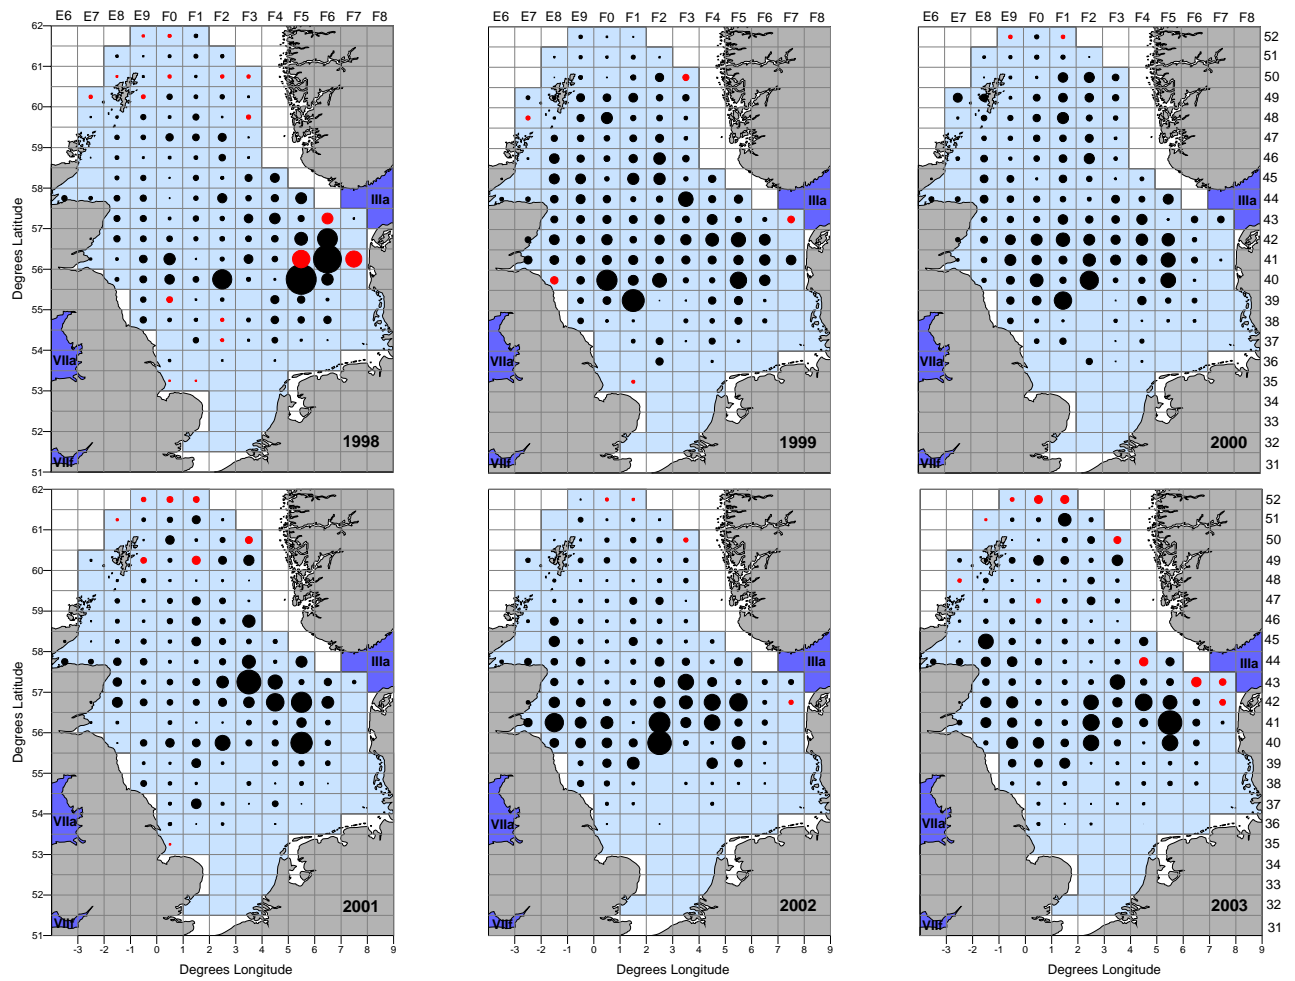 E6 E7 E8 E9 F0 F1 F2 F3 F4 F5 F6 F7 F8
E6 E7 E8 E9 F0 F1 F2 F3 F4 F5 F6 F7 F8
E6 E7 E8 E9 F0 F1 F2 F3 F4 F5 F6 F7 F8
62
61
60
59
58
57
56
55
54
53
52
51
Degrees Latitude
IIIa
VIIa
VIIf
1998
IIIa
VIIa
VIIf
1999
IIIa
VIIa
VIIf
2000
52
51
50
49
48
47
46
45
44
43
42
41
40
39
38
37
36
35
34
33
32
31
62
61
60
59
58
57
56
55
54
53
52
51
Degrees Latitude
IIIa
VIIa
VIIf
2001
IIIa
VIIa
VIIf
2002
IIIa
VIIa
VIIf
2003
52
51
50
49
48
47
46
45
44
43
42
41
40
39
38
37
36
35
34
33
32
31
-3 -2 -1 0 1 2 3 4 5 6 7 8 9
-3 -2 -1 0 1 2 3 4 5 6 7 8 9
-3 -2 -1 0 1 2 3 4 5 6 7 8 9
Degrees Longitude
Degrees Longitude
Degrees Longitude